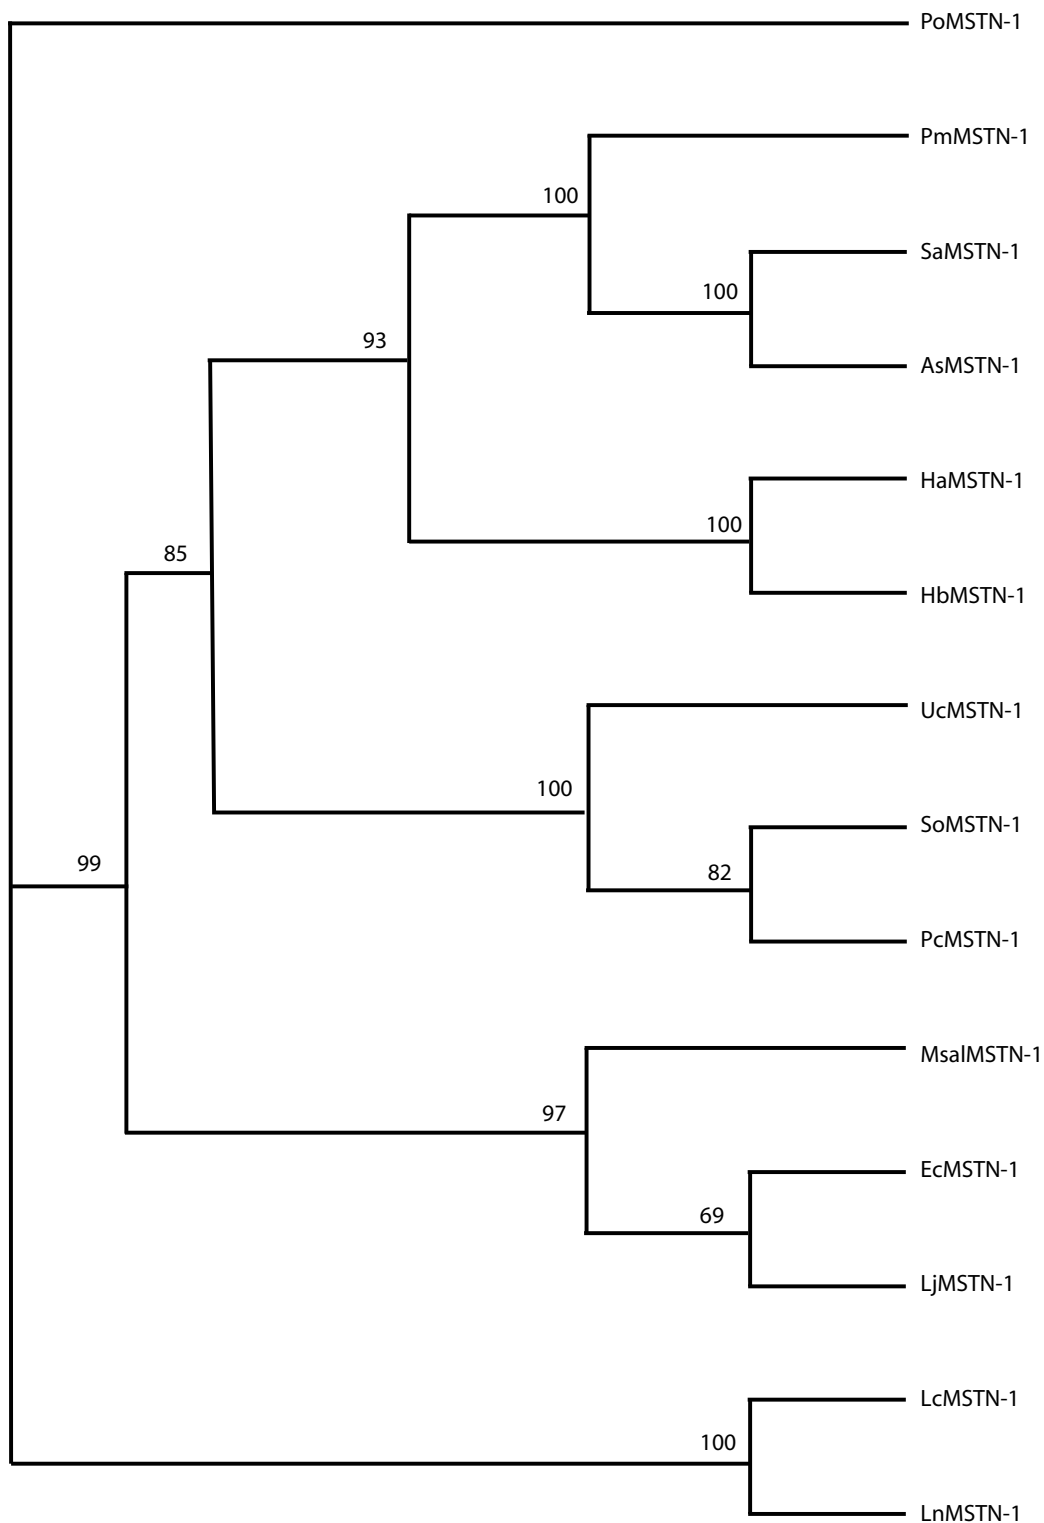 PoMSTN-1
PmMSTN-1
100
SaMSTN-1
100
93
AsMSTN-1
HaMSTN-1
100
85
HbMSTN-1
UcMSTN-1
100
SoMSTN-1
99
82
PcMSTN-1
MsalMSTN-1
97
EcMSTN-1
69
LjMSTN-1
LcMSTN-1
100
LnMSTN-1